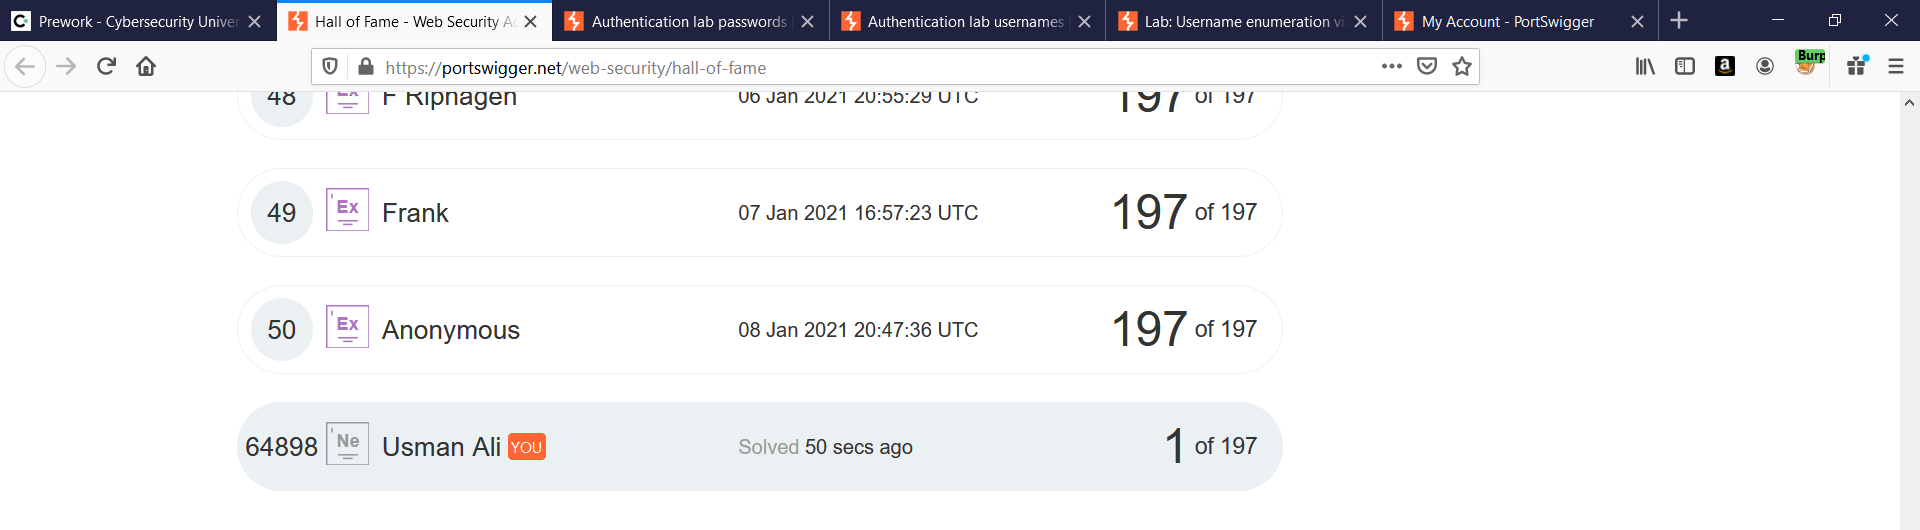 Prework - Cybersecurity Univer
Hall of Fame - Web Security Ac
Authentication lab passwords
Authentication lab usernames
Lab: Username enumeration vi
My Account - PortSwigger
https://portswigger.net/web-security/hall-of-fame
Burp
48 Ex F Riphagen 06 Jan 2021 20:55:29 UTC 197 of 197
49 Ex Frank 07 Jan 2021 16:57:23 UTC 197 of 197
50 Ex Anonymous 08 Jan 2021 20:47:36 UTC 197 of 197
64898 Ne Usman Ali YOU Solved 50 secs ago 1 of 197